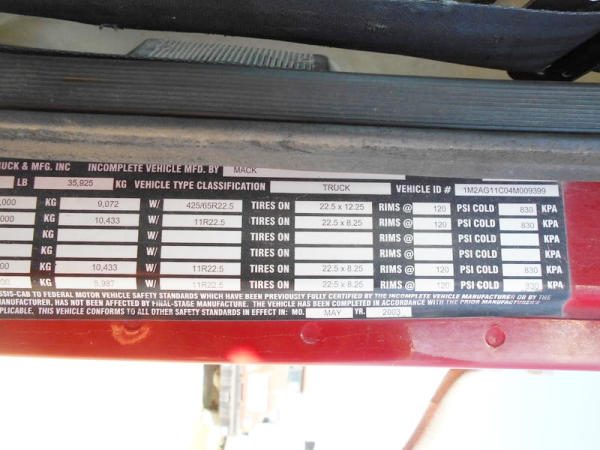 UCK & MFG. INC INCOMPLETE VEHICLE MFD. BY MACK
LB 35,925 KG VEHICLE TYPE CLASSIFICATION TRUCK VEHICLE ID # 1M2AG11C04M009399
,000 KG 9,072 W/ 425/65R22.5 TIRES ON 22.5 x 12.25 RIMS @ 120 PSI COLD 830 KPA
000 KG 10,433 W/ 11R22.5 TIRES ON 22.5 x 8.25 RIMS @ 120 PSI COLD 830 KPA
KG W/ TIRES ON RIMS @ PSI COLD KPA
KG W/ TIRES ON RIMS @ PSI COLD KPA
00 KG 10,433 W/ 11R22.5 TIRES ON 22.5 x 8.25 RIMS @ 120 PSI COLD 830 KPA
00 KG 5,987 W/ 11R22.5 TIRES ON 22.5 x 8.25 RIMS @ 120 PSI COLD 830 KPA
SSIS-CAB TO FEDERAL MOTOR VEHICLE SAFETY STANDARDS WHICH HAVE BEEN PREVIOUSLY FULLY CERTIFIED BY THE INCOMPLETE VEHICLE MANUFACTURER OR BY THE
MANUFACTURER, HAS NOT BEEN AFFECTED BY FINAL-STAGE MANUFACTURE. THE VEHICLE HAS BEEN COMPLETED IN ACCORDANCE WITH THE PRIOR MANUFACTURER'S
PLICABLE. THIS VEHICLE CONFORMS TO ALL OTHER SAFETY STANDARDS IN EFFECT IN: MO. MAY YR. 2003